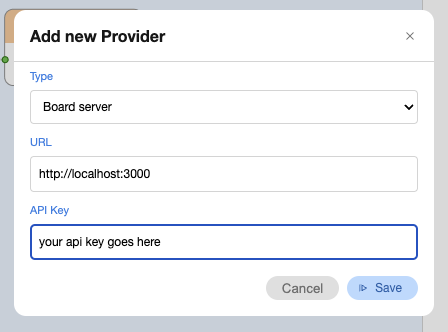 Add new Provider
×
Type
Board server
URL
http://localhost:3000
API Key
your api key goes here
Cancel
Save